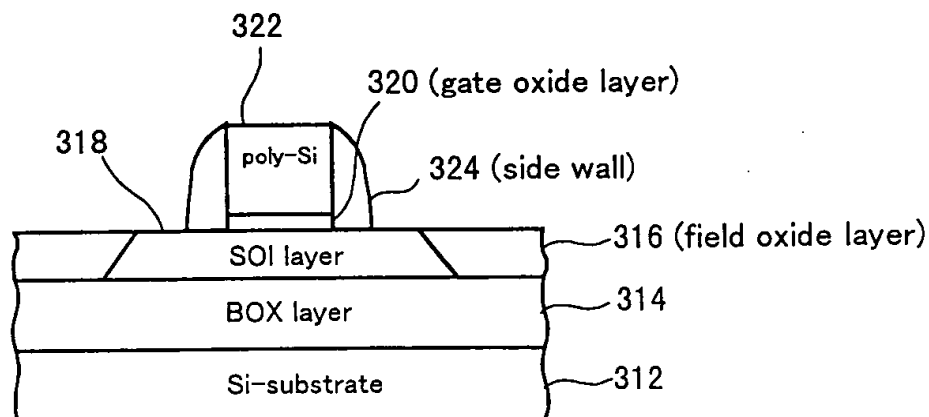 322
320 (gate oxide layer)
318
poly-Si
324 (side wall)
SOI layer
316 (field oxide layer)
BOX layer
314
Si-substrate
312